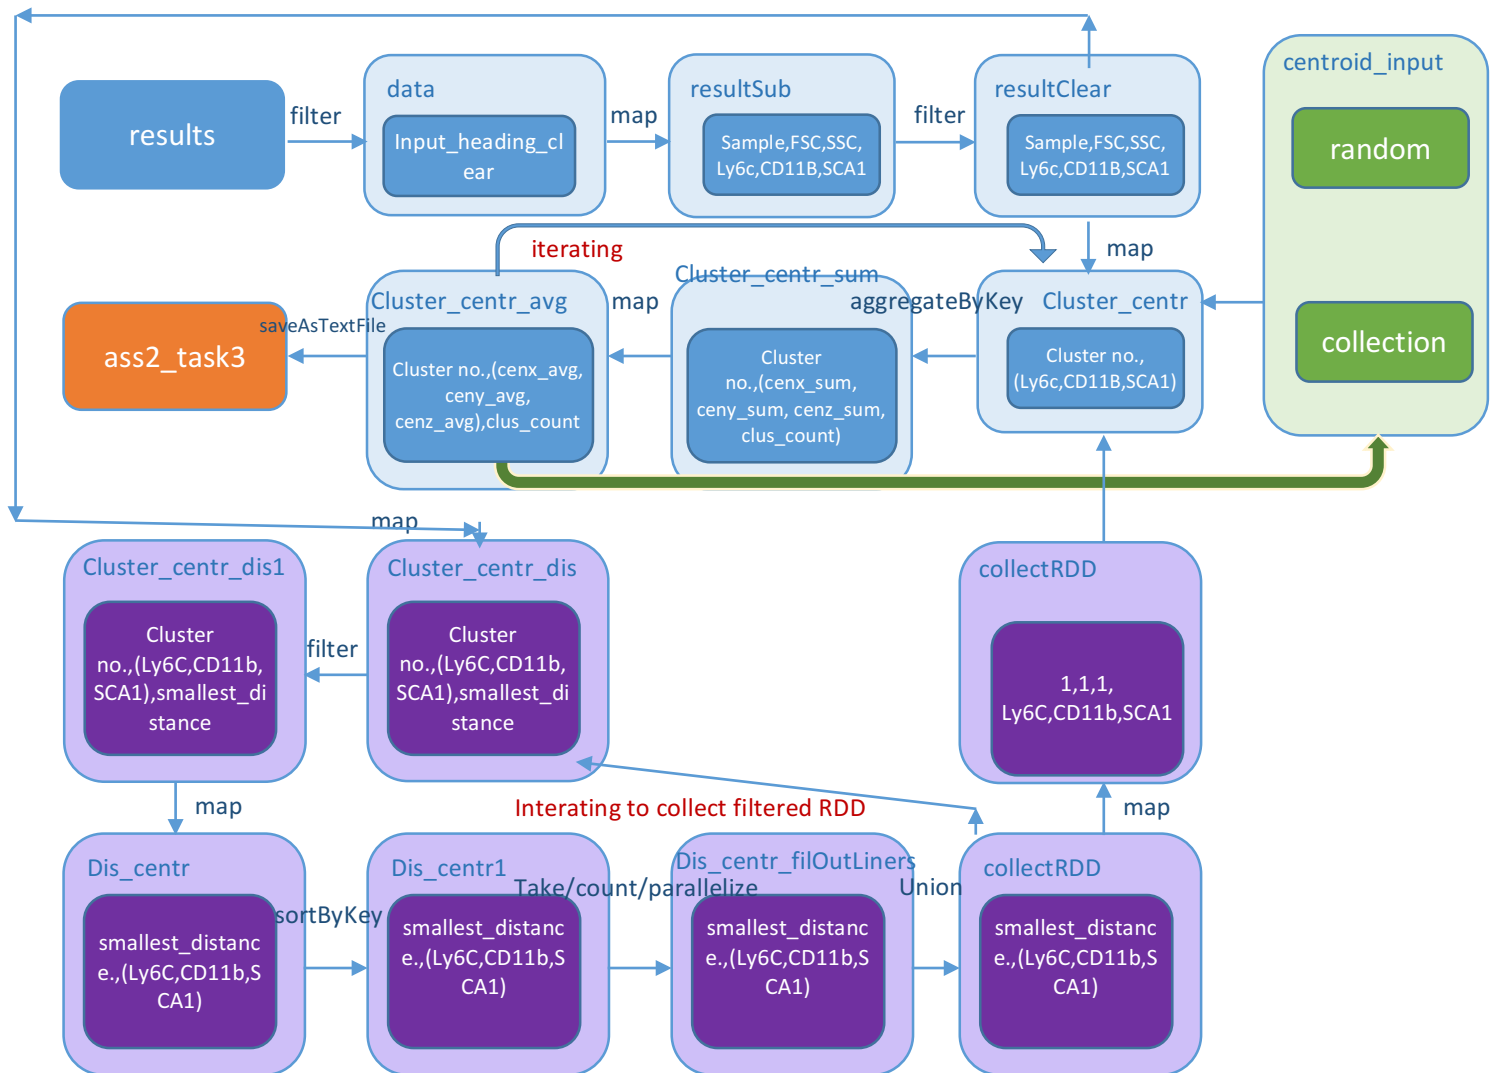 centroid_input
data
resultSub
resultClear
filter
map
filter
results
Input_heading_cl
ear
Sample,FSC,SSC,
Ly6c,CD11B,SCA1
Sample,FSC,SSC,
Ly6c,CD11B,SCA1
random
iterating
map
Cluster_centr_sum
Cluster_centr_avg
map
aggregateByKey
Cluster_centr
saveAsTextFile
ass2_task3
Cluster no.,(cenx_avg,
ceny_avg,
cenz_avg),clus_count
Cluster
no.,(cenx_sum,
ceny_sum, cenz_sum,
clus_count)
Cluster no.,
(Ly6c,CD11B,SCA1)
collection
map
Cluster_centr_dis1
Cluster_centr_dis
collectRDD
Cluster
no.,(Ly6C,CD11b,
SCA1),smallest_di
stance
filter
Cluster
no.,(Ly6C,CD11b,
SCA1),smallest_di
stance
1,1,1,
Ly6C,CD11b,SCA1
map
Interating to collect filtered RDD
map
Dis_centr
Dis_centr1
Dis_centr_filOutLiners
collectRDD
sortByKey
Take/count/parallelize
Union
smallest_distanc
e.,(Ly6C,CD11b,S
CA1)
smallest_distanc
e.,(Ly6C,CD11b,S
CA1)
smallest_distanc
e.,(Ly6C,CD11b,S
CA1)
smallest_distanc
e.,(Ly6C,CD11b,S
CA1)